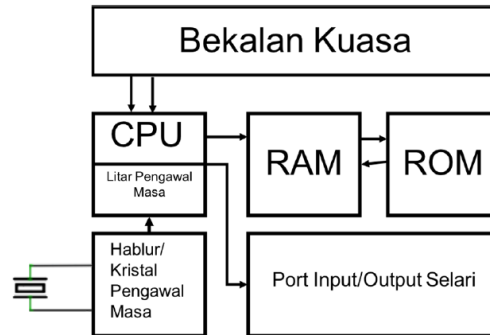 Bekalan Kuasa
CPU
Litar Pengawal
Masa
RAM
ROM
Hablur/
Kristal
Pengawal
Masa
Port Input/Output Selari